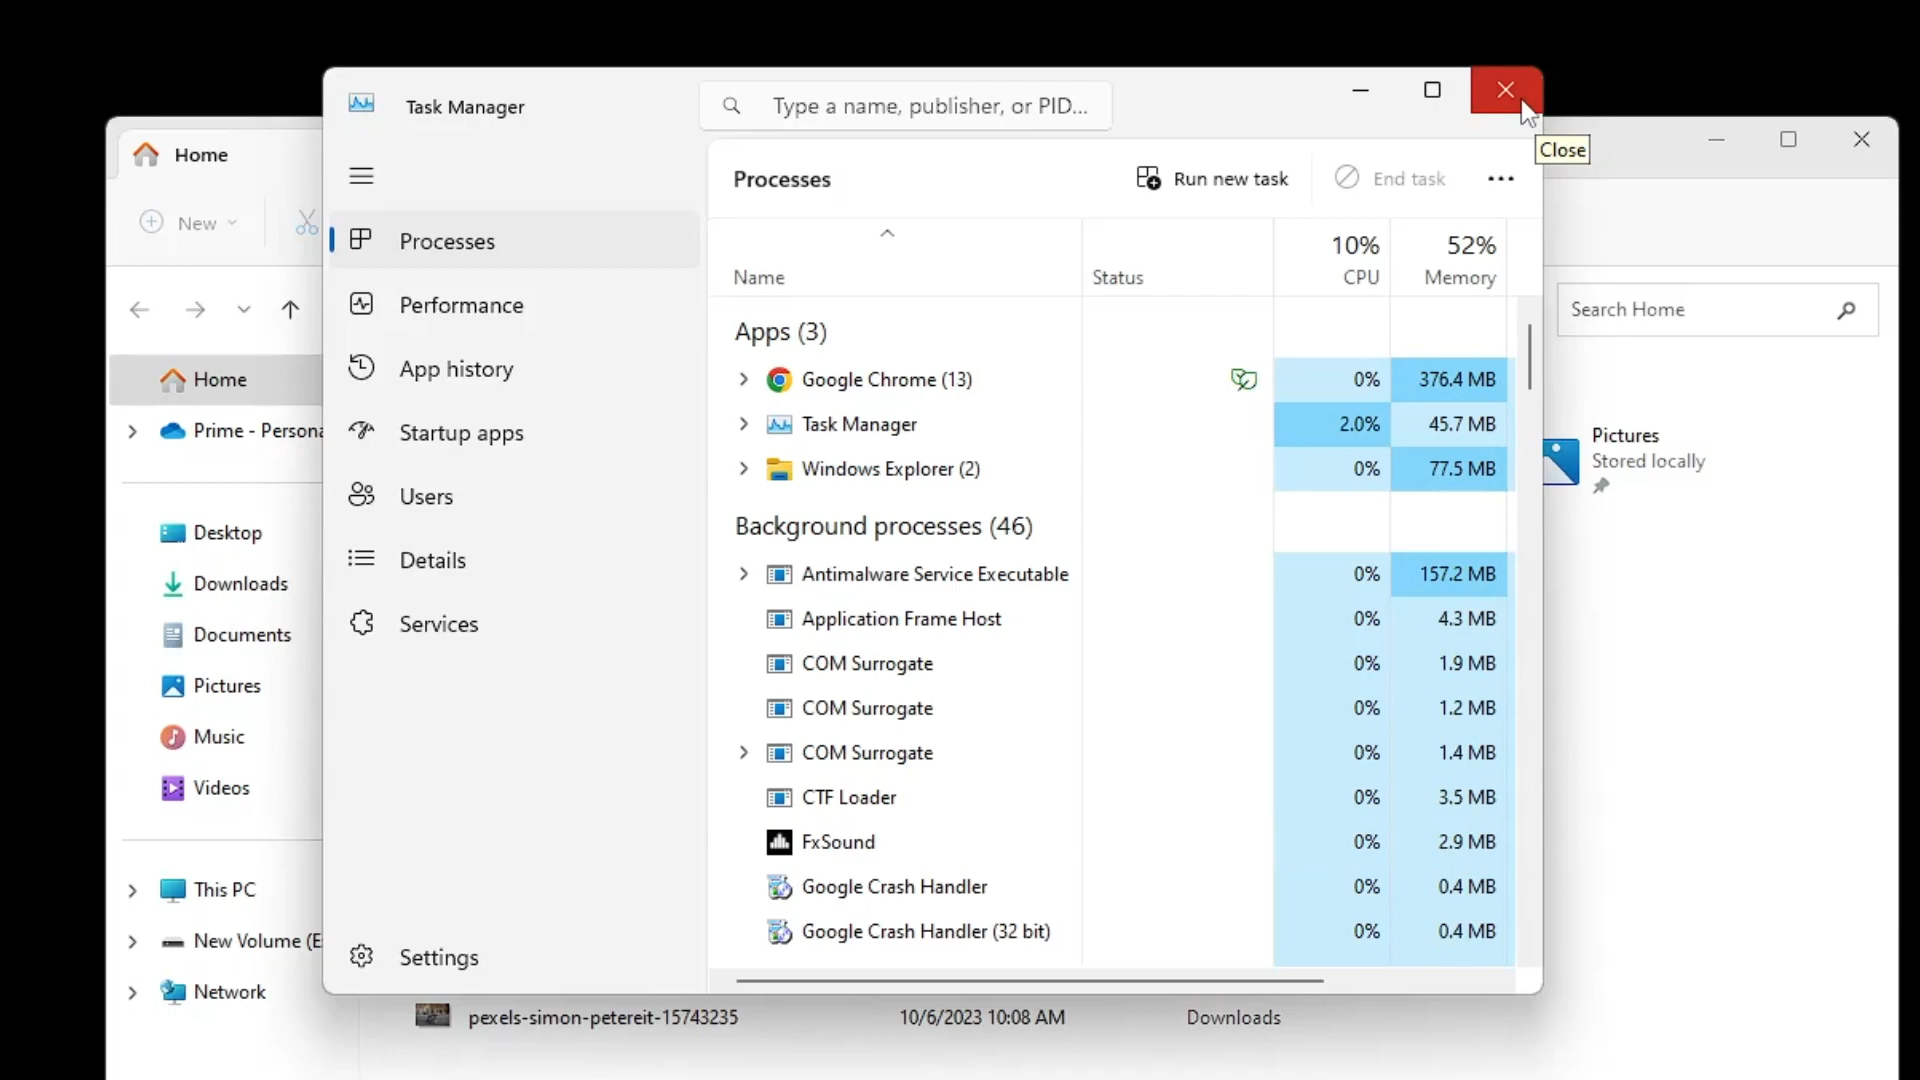 Task Manager
Type a name, publisher, or PID...
Close
Home
New
Processes
Run new task
End task
Processes
Performance
App history
Startup apps
Users
Details
Services
Settings
10%
52%
Name
Status
CPU
Memory
Apps (3)
Google Chrome (13)
0%
376.4 MB
Task Manager
2.0%
45.7 MB
Windows Explorer (2)
0%
77.5 MB
Background processes (46)
Antimalware Service Executable
0%
157.2 MB
Application Frame Host
0%
4.3 MB
COM Surrogate
0%
1.9 MB
COM Surrogate
0%
1.2 MB
COM Surrogate
0%
1.4 MB
CTF Loader
0%
3.5 MB
FxSound
0%
2.9 MB
Google Crash Handler
0%
0.4 MB
Google Crash Handler (32 bit)
0%
0.4 MB
Search Home
Home
Prime - Persona
Desktop
Downloads
Documents
Pictures
Music
Videos
This PC
New Volume (E
Network
Pictures
Stored locally
pexels-simon-petereit-15743235
10/6/2023 10:08 AM
Downloads